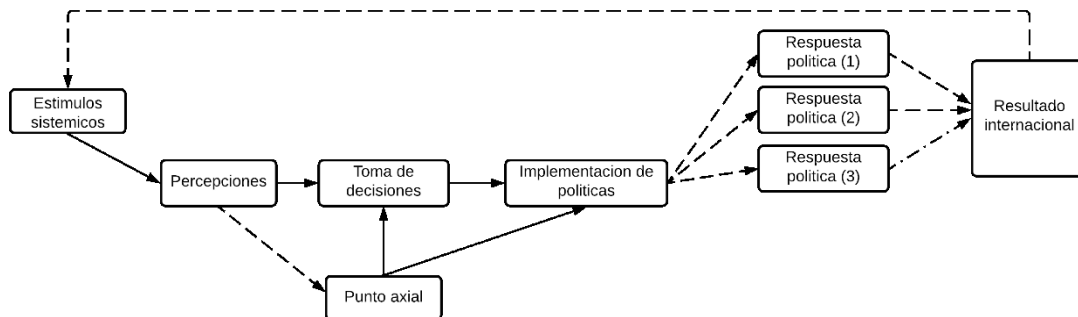 Respuesta
politica (1)
Estimulos
sistemicos
Respuesta
politica (2)
Resultado
internacional
Percepciones
Toma de
decisiones
Implementacion de
politicas
Respuesta
politica (3)
Punto axial